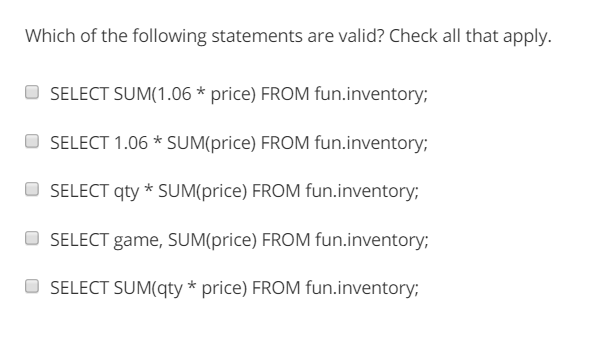 Which of the following statements are valid? Check all that apply.
SELECT SUM(1.06 * price) FROM fun.inventory;
SELECT 1.06 * SUM(price) FROM fun.inventory;
SELECT qty * SUM(price) FROM fun.inventory;
SELECT game, SUM(price) FROM fun.inventory;
SELECT SUM(qty * price) FROM fun.inventory;